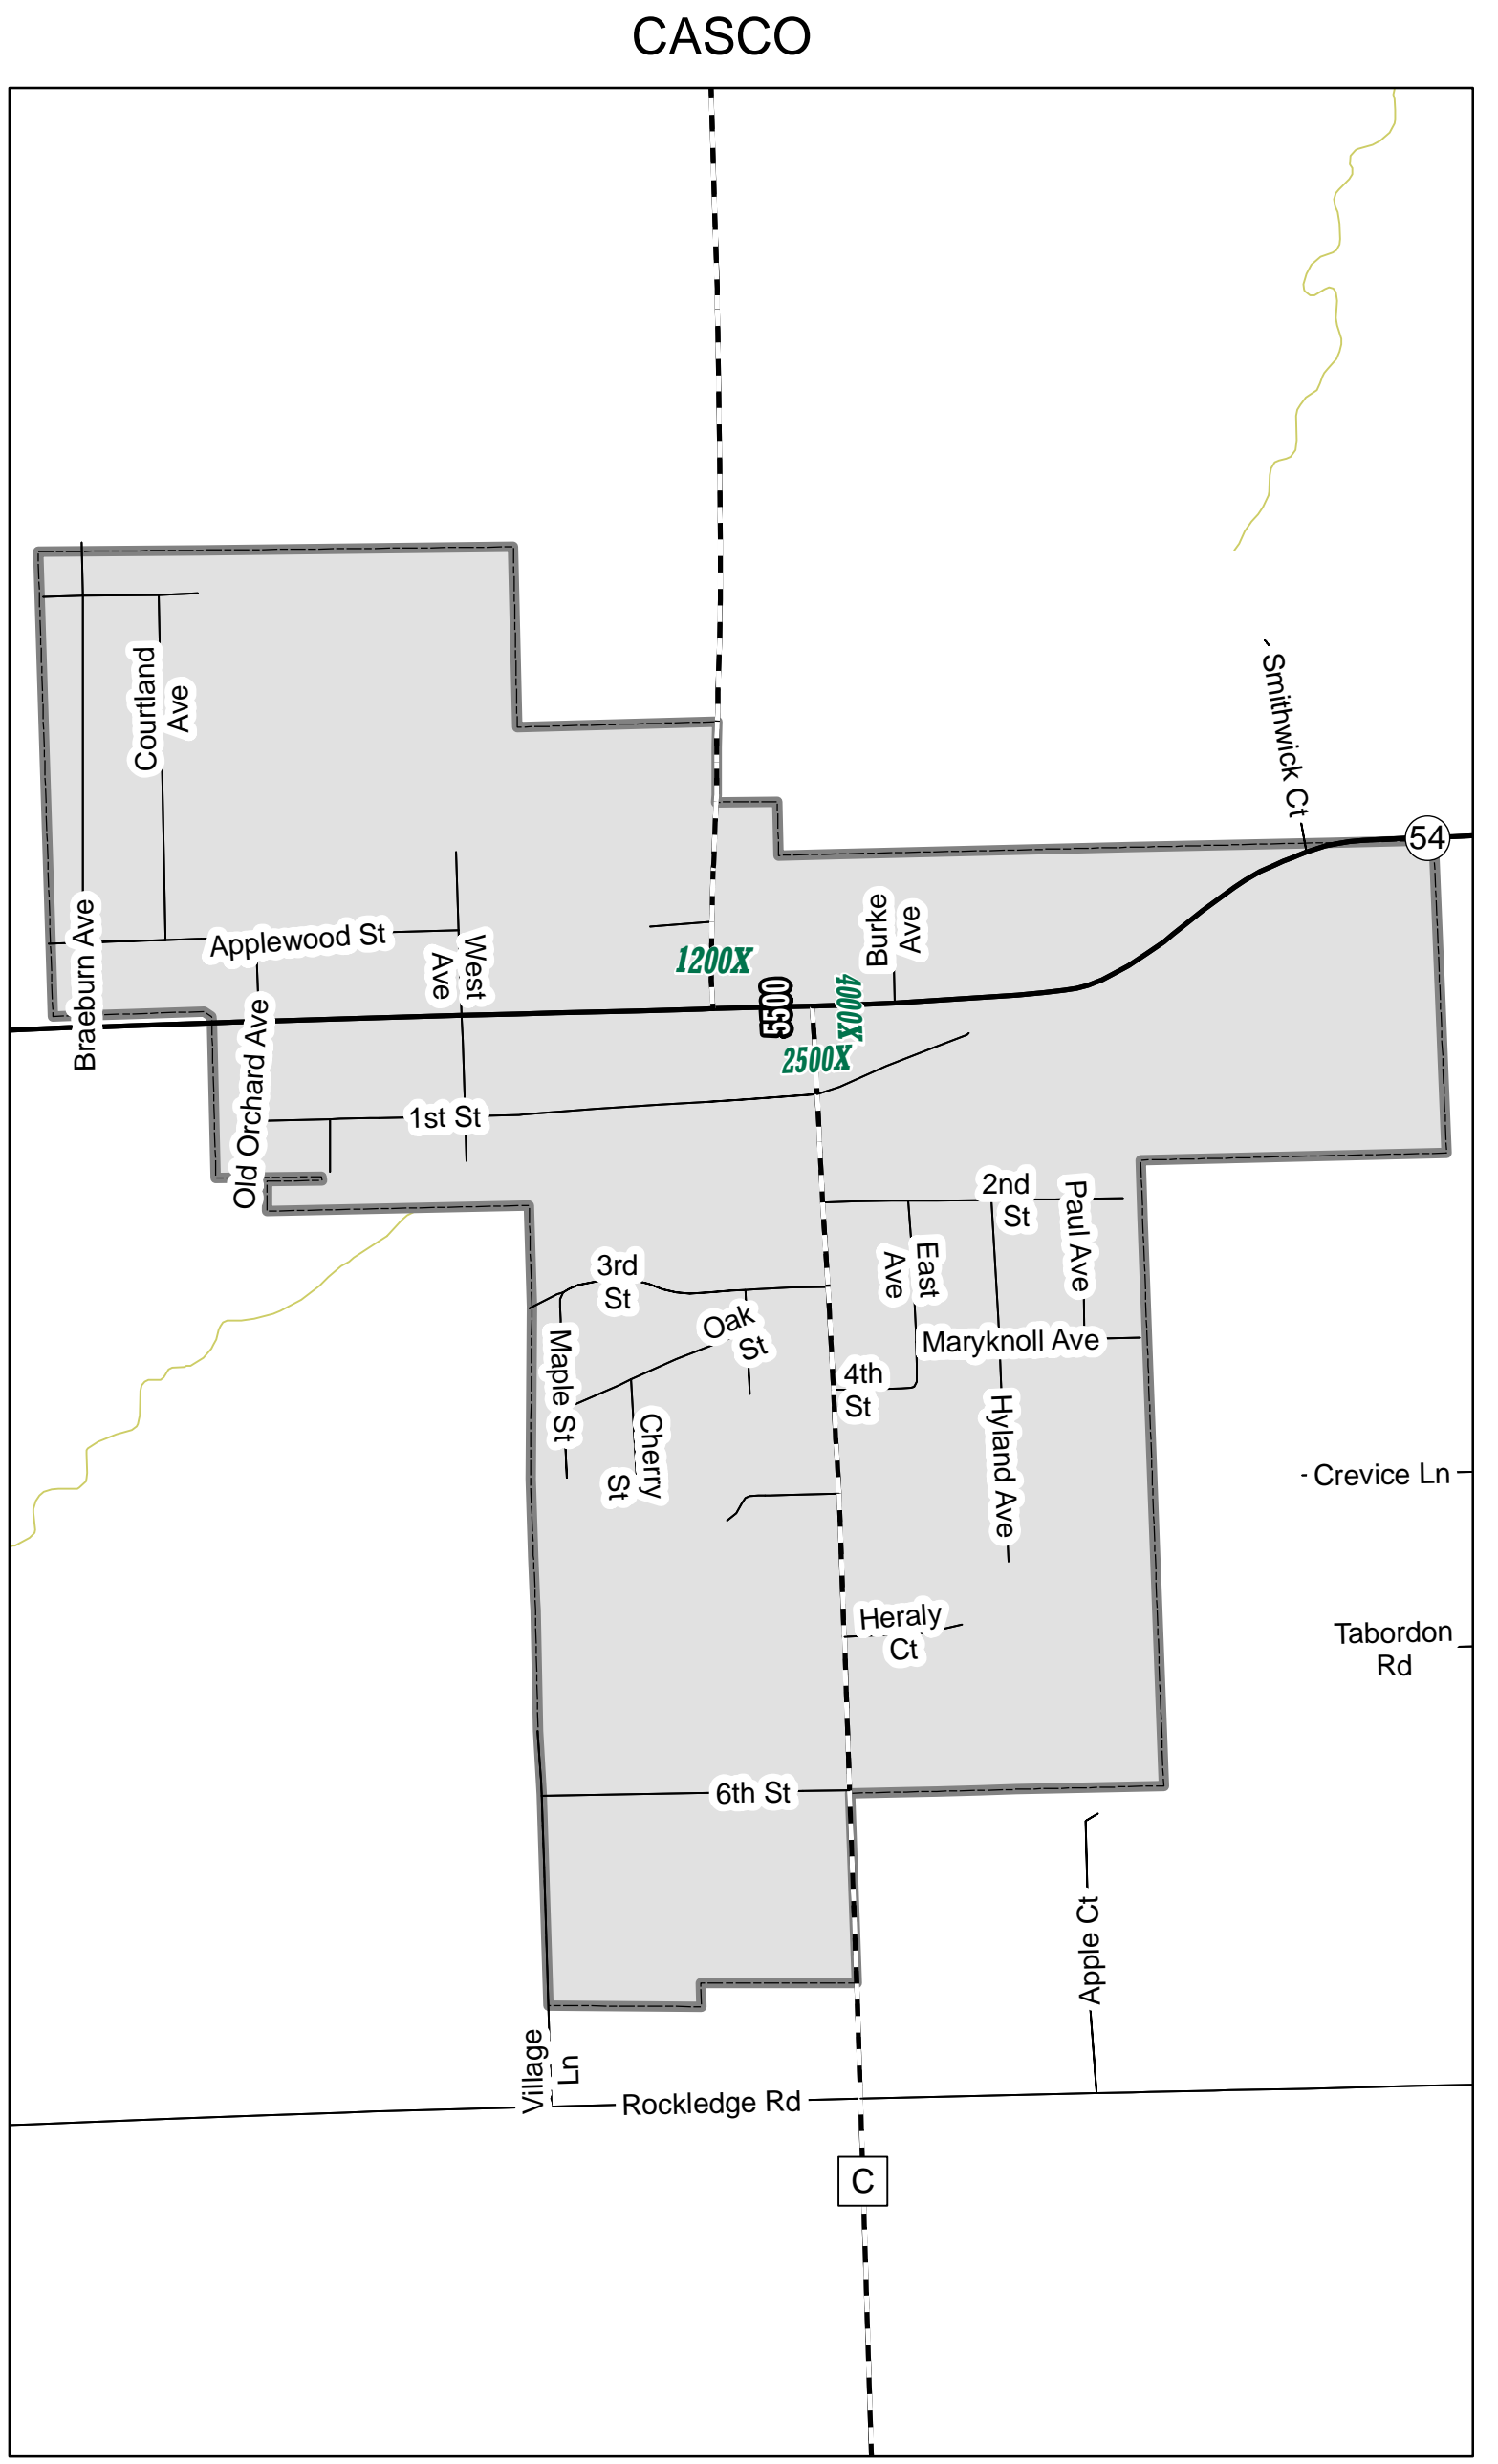 CASCO
Smithwick Ct
Courtland
Ave
54
Burke
Ave
Applewood St
West
Ave
Braeburn Ave
1200X
5500
4000X
2500X
Old Orchard Ave
1st St
2nd
St
Paul Ave
East
Ave
3rd
St
Oak
St
Maryknoll Ave
Maple St
4th
St
Cherry
St
Hyland Ave
Crevice Ln
Heraly
Ct
Tabordon
Rd
6th St
Apple Ct
Village
Ln
Rockledge Rd
C